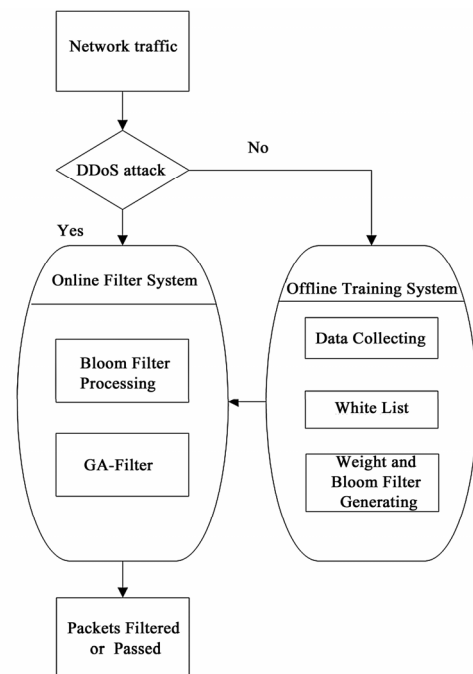 Network traffic
DDoS attack
No
Yes
Online Filter System
Bloom Filter
Processing
GA-Filter
Offline Training System
Data Collecting
White List
Weight and
Bloom Filter
Generating
Packets Filtered
or Passed